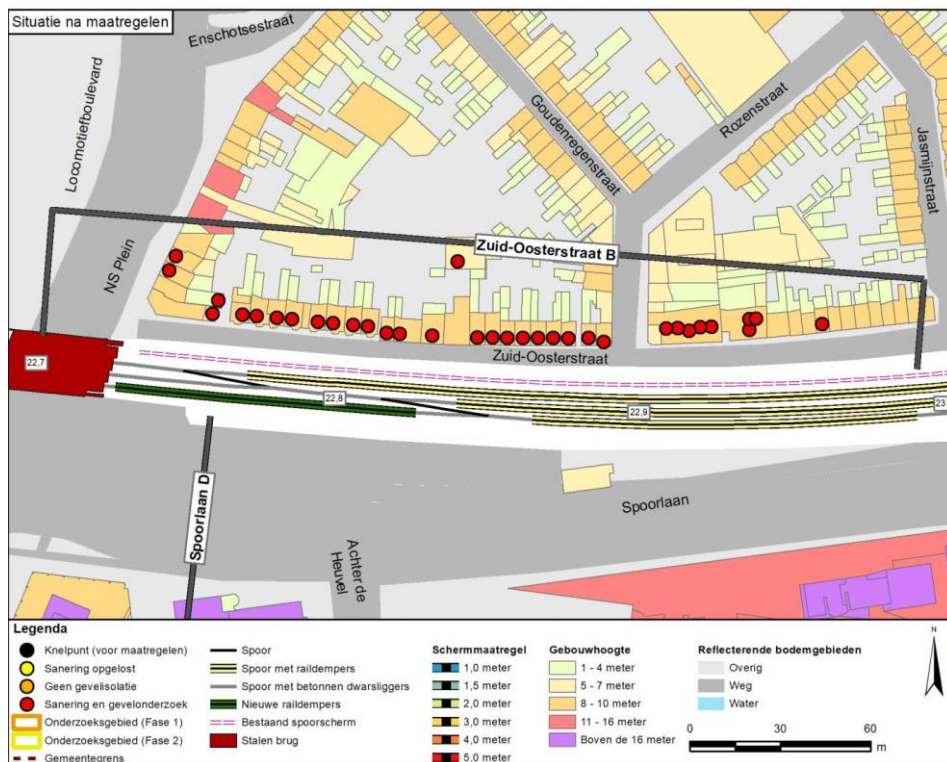 Situatie na maatregelen
Enschotsestraat
Locomotiefboulevard
NS Plein
Goudenregenstraat
Rozenstraat
Jasmijnstraat
Zuid-Oosterstraat B
Zuid-Oosterstraat
22,7
22,8
22,9
23
Spoorlaan D
Spoorlaan
Achter de
Heuvel
Legenda
Knelpunt (voor maatregelen)
Sanering opgelost
Geen gevelisolatie
Sanering en gevelonderzoek
Onderzoeksgebied (Fase 1)
Onderzoeksgebied (Fase 2)
Gemeentegrens
Spoor
Spoor met raildempers
Spoor met betonnen dwarsliggers
Nieuwe raildempers
Bestaand spoorscherm
Stalen brug
Schermmaatregel
1,0 meter
1,5 meter
2,0 meter
3,0 meter
4,0 meter
5,0 meter
Gebouwhoogte
1 - 4 meter
5 - 7 meter
8 - 10 meter
11 - 16 meter
Boven de 16 meter
Reflecterende bodemgebieden
Overig
Weg
Water
N
0 30 60
m